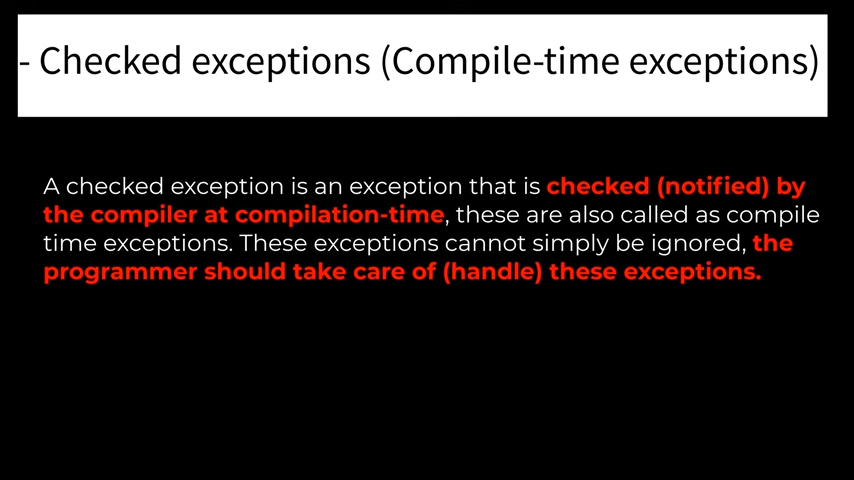 - Checked exceptions (Compile-time exceptions)
A checked exception is an exception that is checked (notified) by
the compiler at compilation-time, these are also called as compile
time exceptions. These exceptions cannot simply be ignored, the
programmer should take care of (handle) these exceptions.